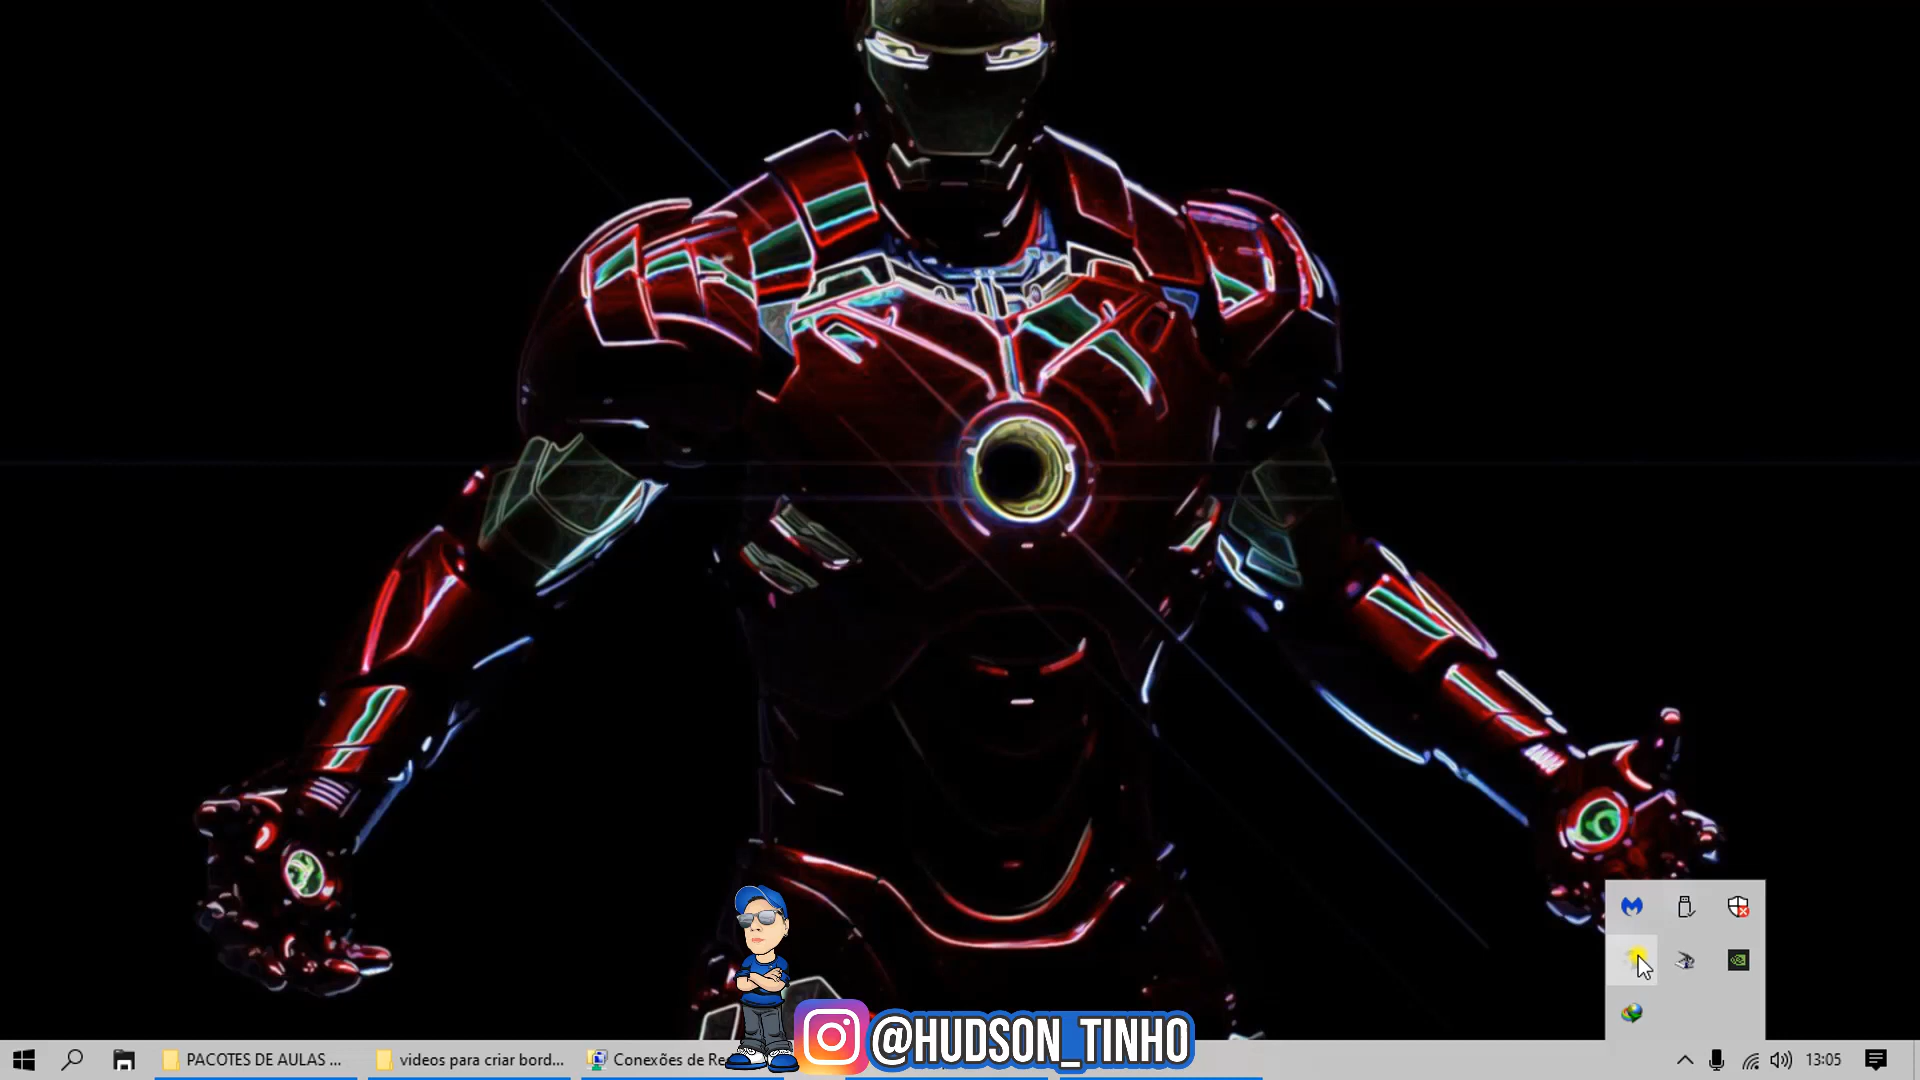 @HUDSON_TINHO
PACOTES DE AULAS ...
videos para criar bord...
Conexões de Re
13:05